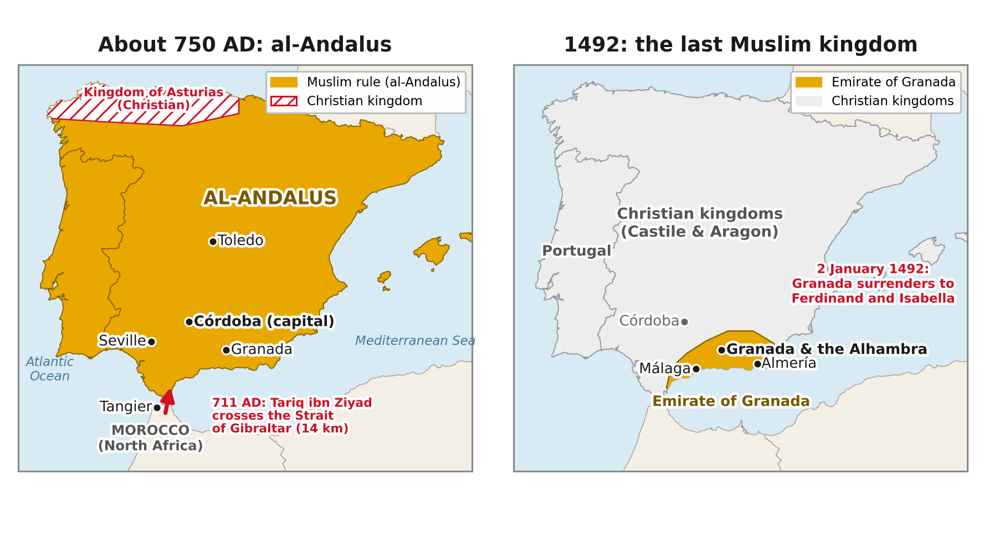 About 750 AD: al-Andalus
Muslim rule (al-Andalus)
Christian kingdom
Kingdom of Asturias
(Christian)
AL-ANDALUS
Toledo
Córdoba (capital)
Seville
Granada
Mediterranean Sea
Atlantic
Ocean
Tangier
711 AD: Tariq ibn Ziyad
crosses the Strait
of Gibraltar (14 km)
MOROCCO
(North Africa)
1492: the last Muslim kingdom
Emirate of Granada
Christian kingdoms
Christian kingdoms
(Castile & Aragon)
Portugal
2 January 1492:
Granada surrenders to
Ferdinand and Isabella
Córdoba
Granada & the Alhambra
Almería
Málaga
Emirate of Granada